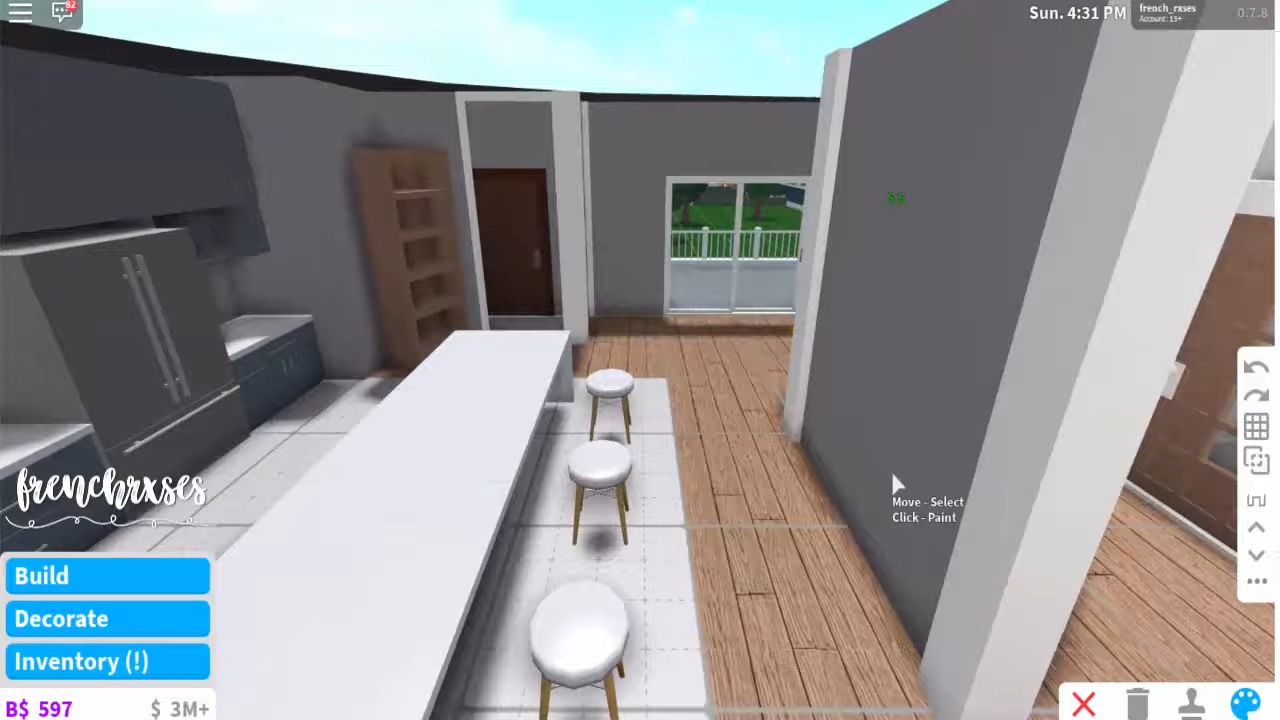 82
Sun. 4:31 PM
french_rxses
Account: 13+
0.7.8
Move - Select
Click - Paint
frenchrxses
Build
Decorate
Inventory (!)
B$ 597
$ 3M+